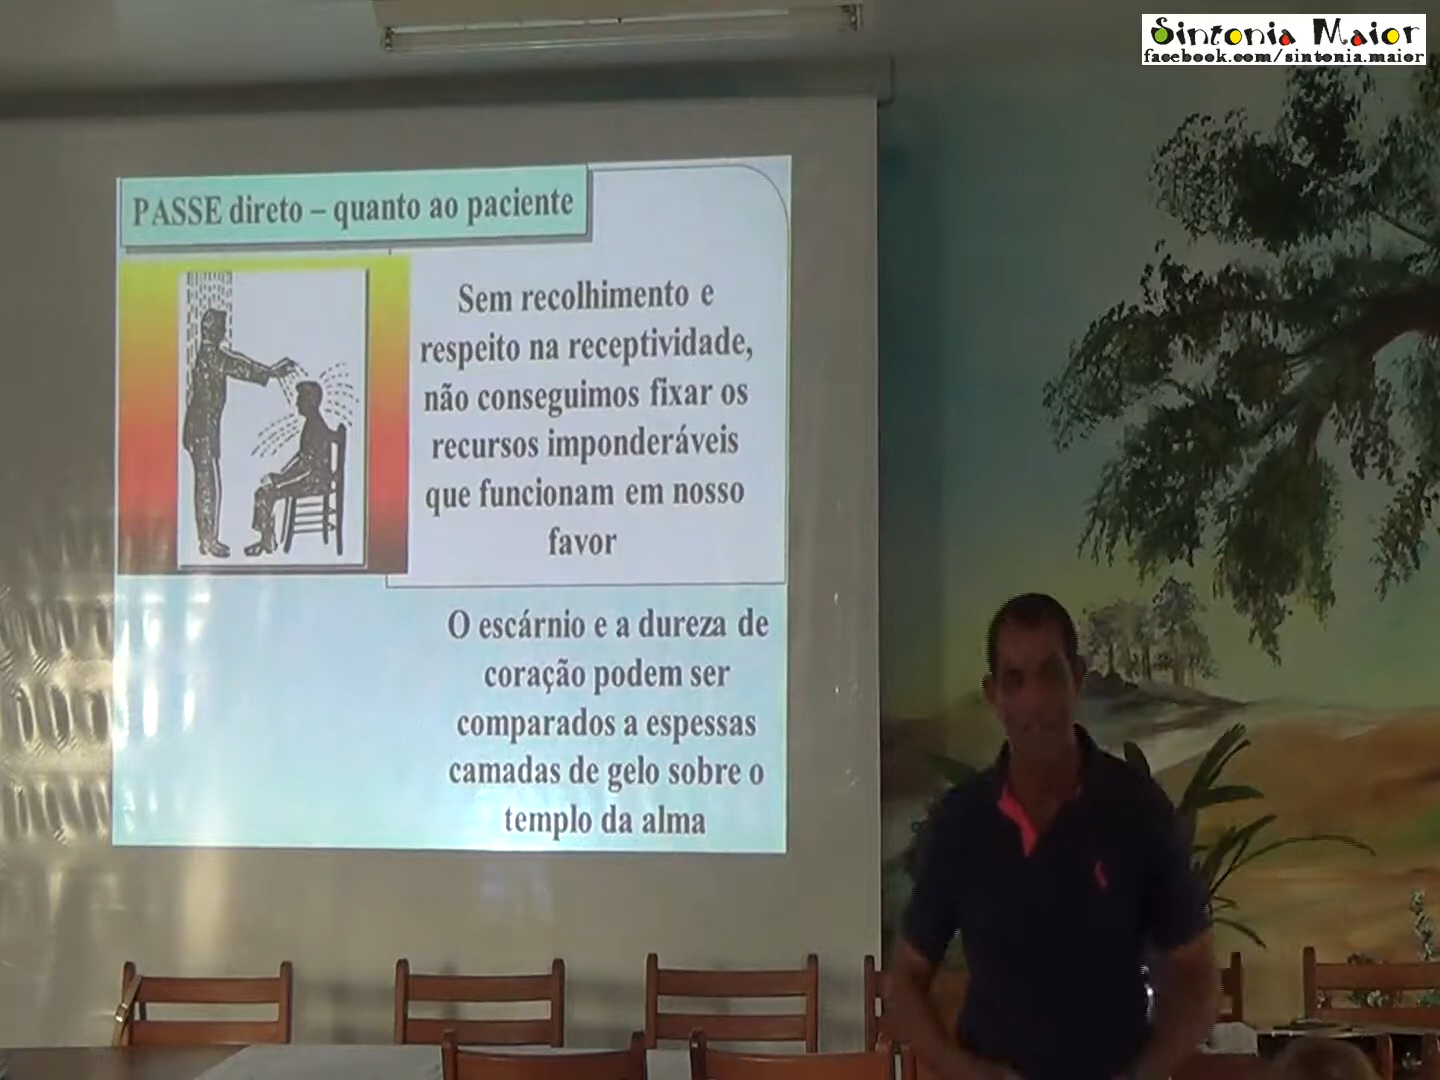 Sintonia Maior
facebook.com/sintonia.maior
PASSE direto – quanto ao paciente
Sem recolhimento e
respeito na receptividade,
não conseguimos fixar os
recursos imponderáveis
que funcionam em nosso
favor
O escárnio e a dureza de
coração podem ser
comparados a espessas
camadas de gelo sobre o
templo da alma